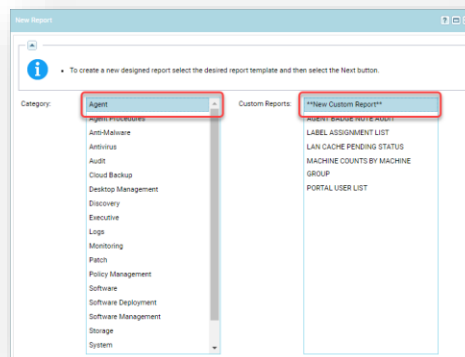 New Report
?
• To create a new designed report select the desired report template and then select the Next button.
Category:
Agent
Agent Procedures
Anti-Malware
Antivirus
Audit
Cloud Backup
Desktop Management
Discovery
Executive
Logs
Monitoring
Patch
Policy Management
Software
Software Deployment
Software Management
Storage
System
Custom Reports:
**New Custom Report**
AGENT BADGE NOTE AUDIT
LABEL ASSIGNMENT LIST
LAN CACHE PENDING STATUS
MACHINE COUNTS BY MACHINE
GROUP
PORTAL USER LIST